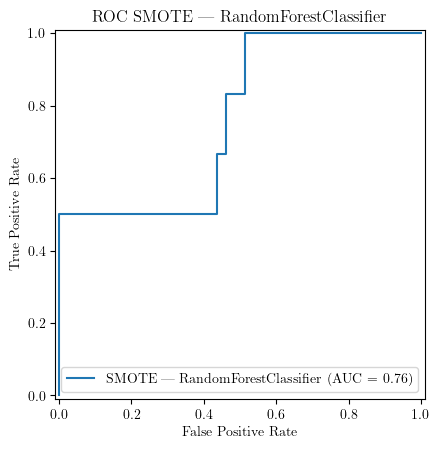 ROC SMOTE — RandomForestClassifier
1.0
0.8
0.6
0.4
0.2
0.0
True Positive Rate
SMOTE — RandomForestClassifier (AUC = 0.76)
0.0 0.2 0.4 0.6 0.8 1.0
False Positive Rate